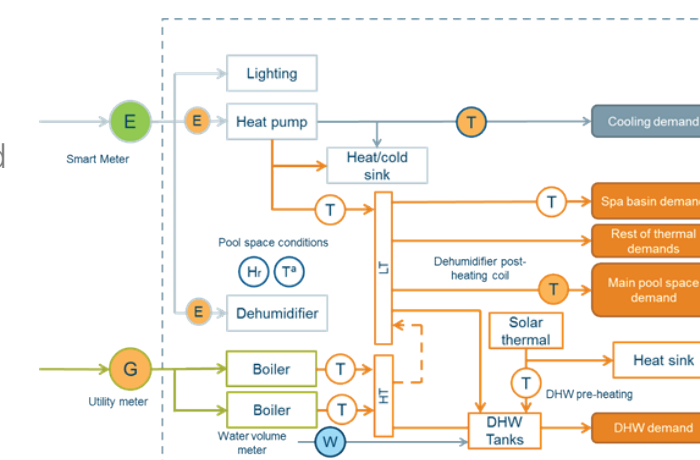 Lighting
E
E
Heat pump
T
Cooling demand
d
Smart Meter
Heat/cold
sink
T
T
Spa basin deman
Pool space conditions
Rest of thermal
demands
Hr
Tª
LT
Dehumidifier post-
heating coil
T
Main pool space
demand
E
Dehumidifier
Solar
thermal
G
Boiler
T
Heat sink
Utility meter
T
DHW pre-heating
Boiler
T
HT
Water volume
meter
W
DHW
Tanks
DHW demand